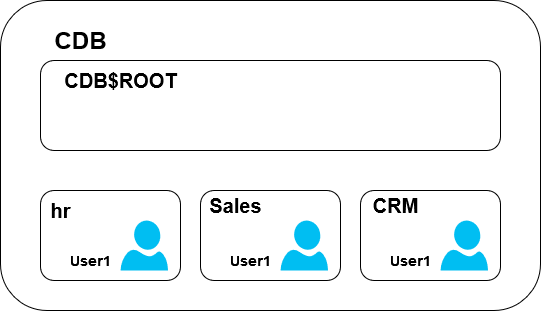 CDB
CDB$ROOT
hr
User1
Sales
User1
CRM
User1